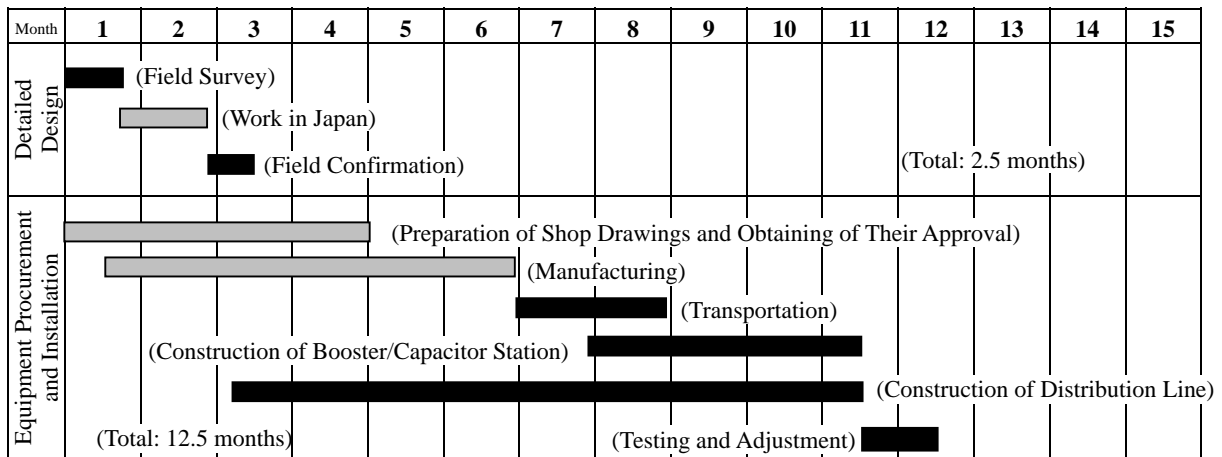 Month 1 2 3 4 5 6 7 8 9 10 11 12 13 14 15
Detailed
Design
(Field Survey)
(Work in Japan)
(Field Confirmation)
(Total: 2.5 months)
Equipment Procurement
and Installation
(Preparation of Shop Drawings and Obtaining of Their Approval)
(Manufacturing)
(Transportation)
(Construction of Booster/Capacitor Station)
(Construction of Distribution Line)
(Total: 12.5 months)
(Testing and Adjustment)